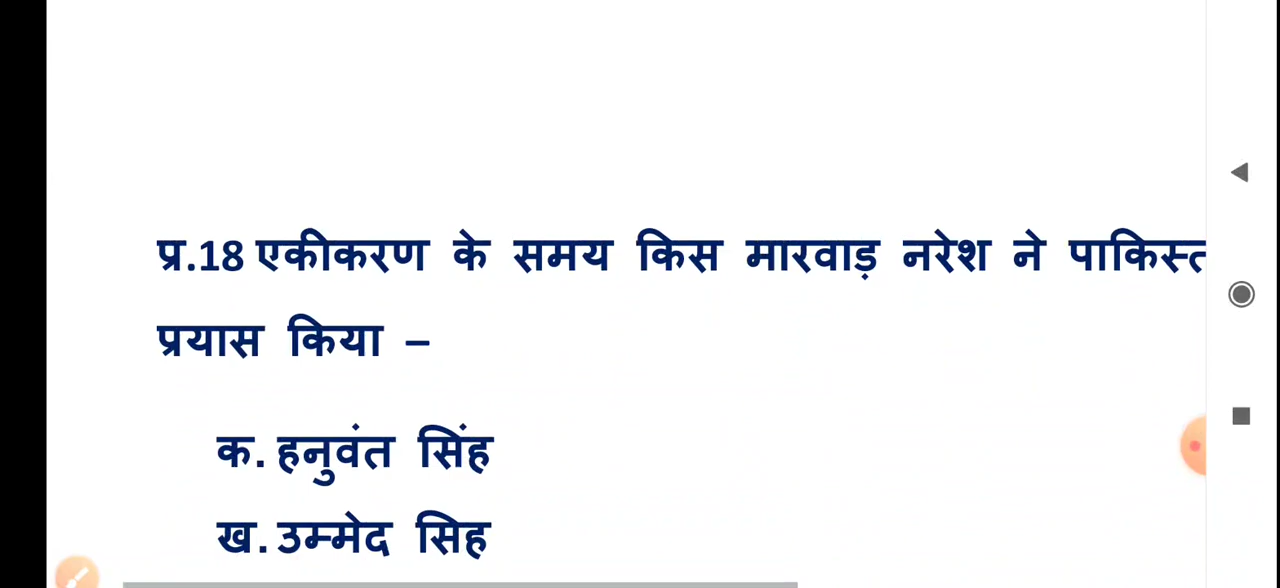 प्र.18 एकीकरण के समय किस मारवाड़ नरेश ने
प्रयास किया –
क. हनुवंत सिंह
ख. उम्मेद सिह